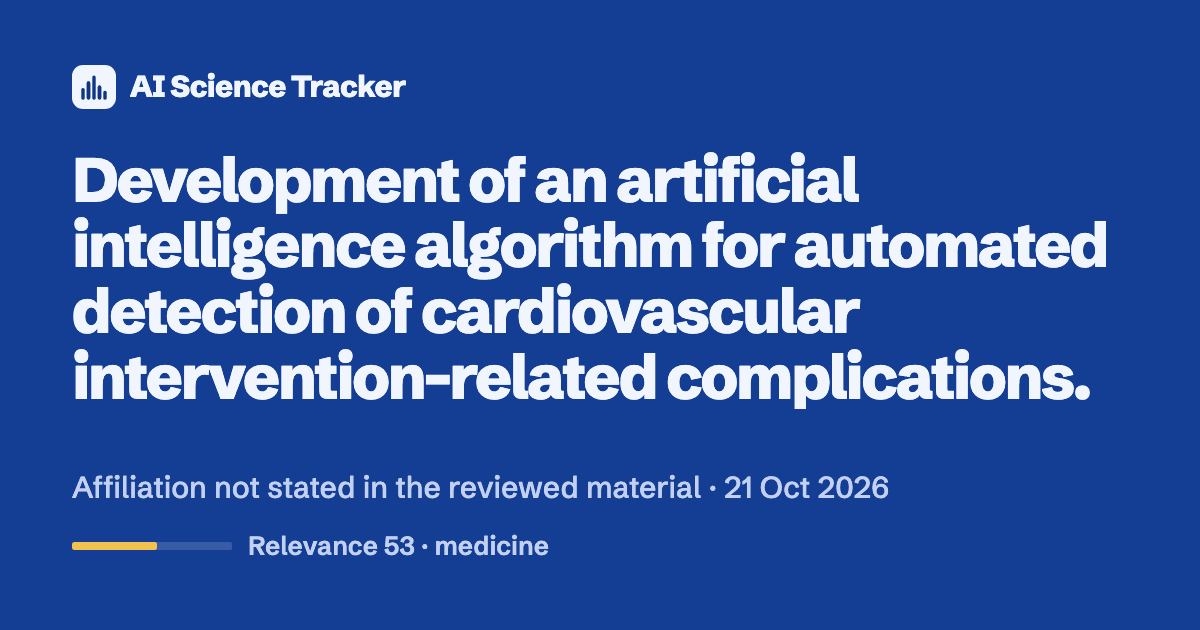 AI Science Tracker
Development of an artificial
intelligence algorithm for automated
detection of cardiovascular
intervention-related complications.
Affiliation not stated in the reviewed material · 21 Oct 2026
Relevance 53 · medicine